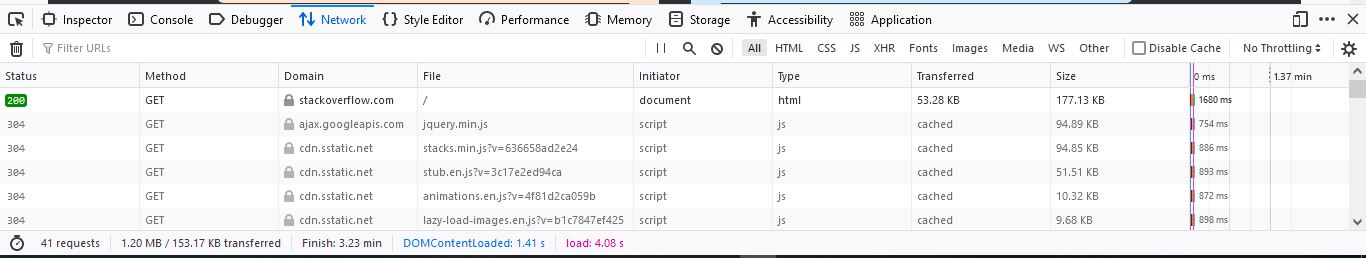 Inspector Console Debugger Network Style Editor Performance Memory Storage Accessibility Application
Filter URLs All HTML CSS JS XHR Fonts Images Media WS Other Disable Cache No Throttling
Status Method Domain File Initiator Type Transferred Size 0 ms 1.37 min
200 GET stackoverflow.com / document html 53.28 KB 177.13 KB 1680 ms
304 GET ajax.googleapis.com jquery.min.js script js cached 94.89 KB 754 ms
304 GET cdn.sstatic.net stacks.min.js?v=636658ad2e24 script js cached 94.85 KB 886 ms
304 GET cdn.sstatic.net stub.en.js?v=3c17e2ed94ca script js cached 51.51 KB 893 ms
304 GET cdn.sstatic.net animations.en.js?v=4f81d2ca059b script js cached 10.32 KB 872 ms
304 GET cdn.sstatic.net lazy-load-images.en.js?v=b1c7847ef425 script js cached 9.68 KB 898 ms
41 requests 1.20 MB / 153.17 KB transferred Finish: 3.23 min DOMContentLoaded: 1.41 s load: 4.08 s